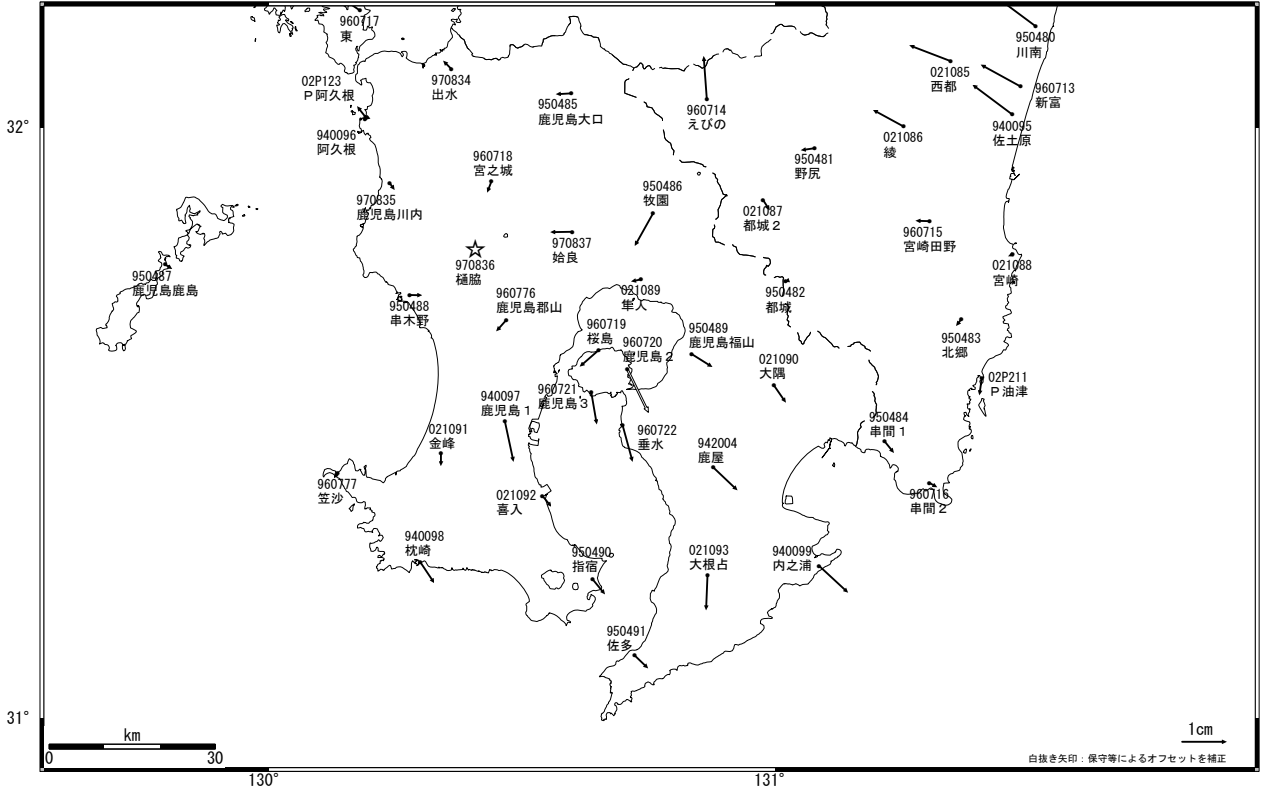 960717
東
950480
川南
02P123
P阿久根
970834
出水
950485
鹿児島大口
960714
えびの
021085
西都
960713
新富
940096
阿久根
021086
綾
940095
佐土原
960718
宮之城
950481
野尻
970835
鹿児島川内
950486
牧園
021087
都城2
960715
宮崎田野
970837
姶良
970836
樋脇
950487
鹿児島鹿島
021088
宮崎
950488
串木野
960776
鹿児島郡山
021089
隼人
950482
都城
960719
桜島
960720
鹿児島2
950489
鹿児島福山
950483
北郷
021090
大隅
02P211
P油津
940097
鹿児島1
960721
鹿児島3
950484
串間1
021091
金峰
960722
垂水
942004
鹿屋
960777
笠沙
021092
喜入
960716
串間2
940098
枕崎
950490
指宿
021093
大根占
940099
内之浦
950491
佐多
32°
31°
km
0 30
130°
131°
1cm
白抜き矢印：保守等によるオフセットを補正